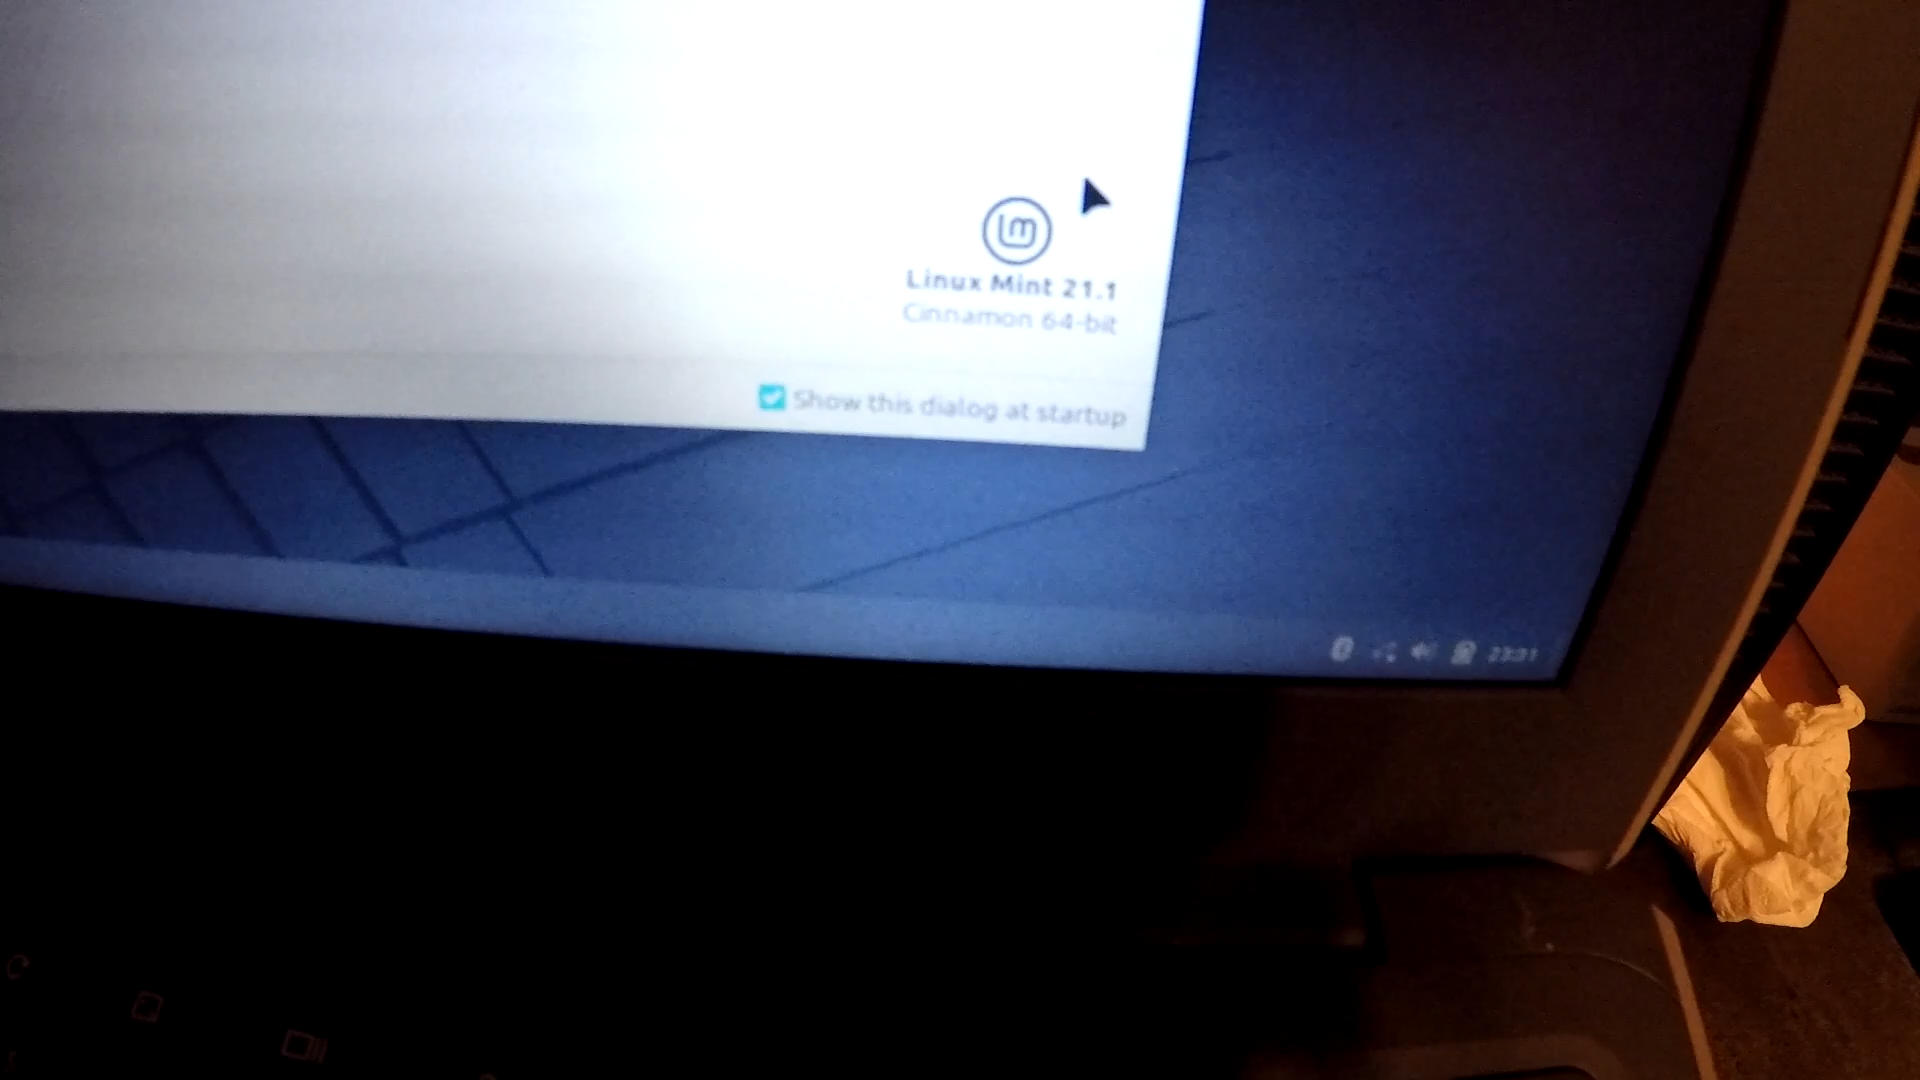 Linux Mint 21.1
Cinnamon 64-bit
Show this dialog at startup